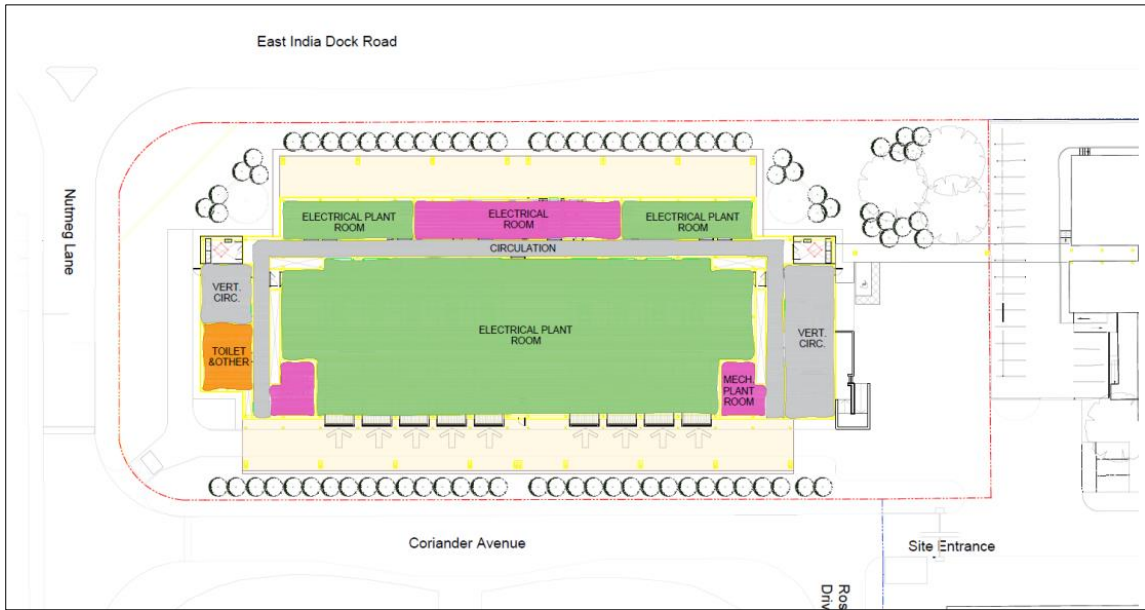 East India Dock Road
Nutmeg Lane
ELECTRICAL PLANT
ROOM
ELECTRICAL
ROOM
ELECTRICAL PLANT
ROOM
CIRCULATION
VERT.
CIRC.
ELECTRICAL PLANT
ROOM
VERT.
CIRC.
TOILET
&OTHER
MECH.
PLANT
ROOM
Coriander Avenue
Site Entrance
Ros
Driv